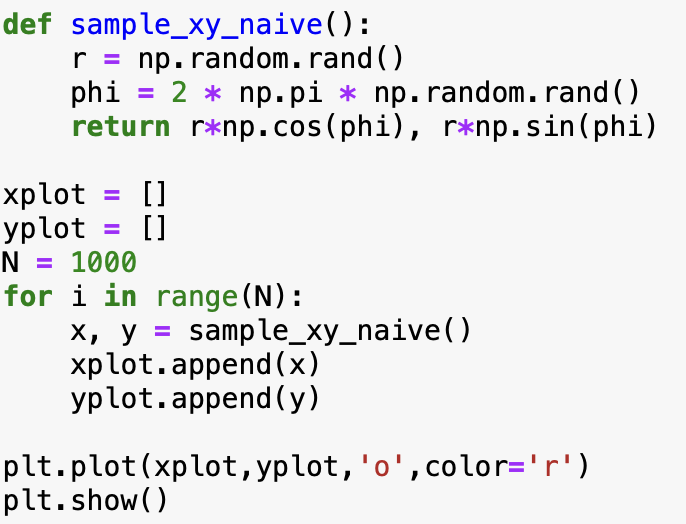 def sample_xy_naive():
    r = np.random.rand()
    phi = 2 * np.pi * np.random.rand()
    return r*np.cos(phi), r*np.sin(phi)

xplot = []
yplot = []
N = 1000
for i in range(N):
    x, y = sample_xy_naive()
    xplot.append(x)
    yplot.append(y)

plt.plot(xplot,yplot,'o',color='r')
plt.show()